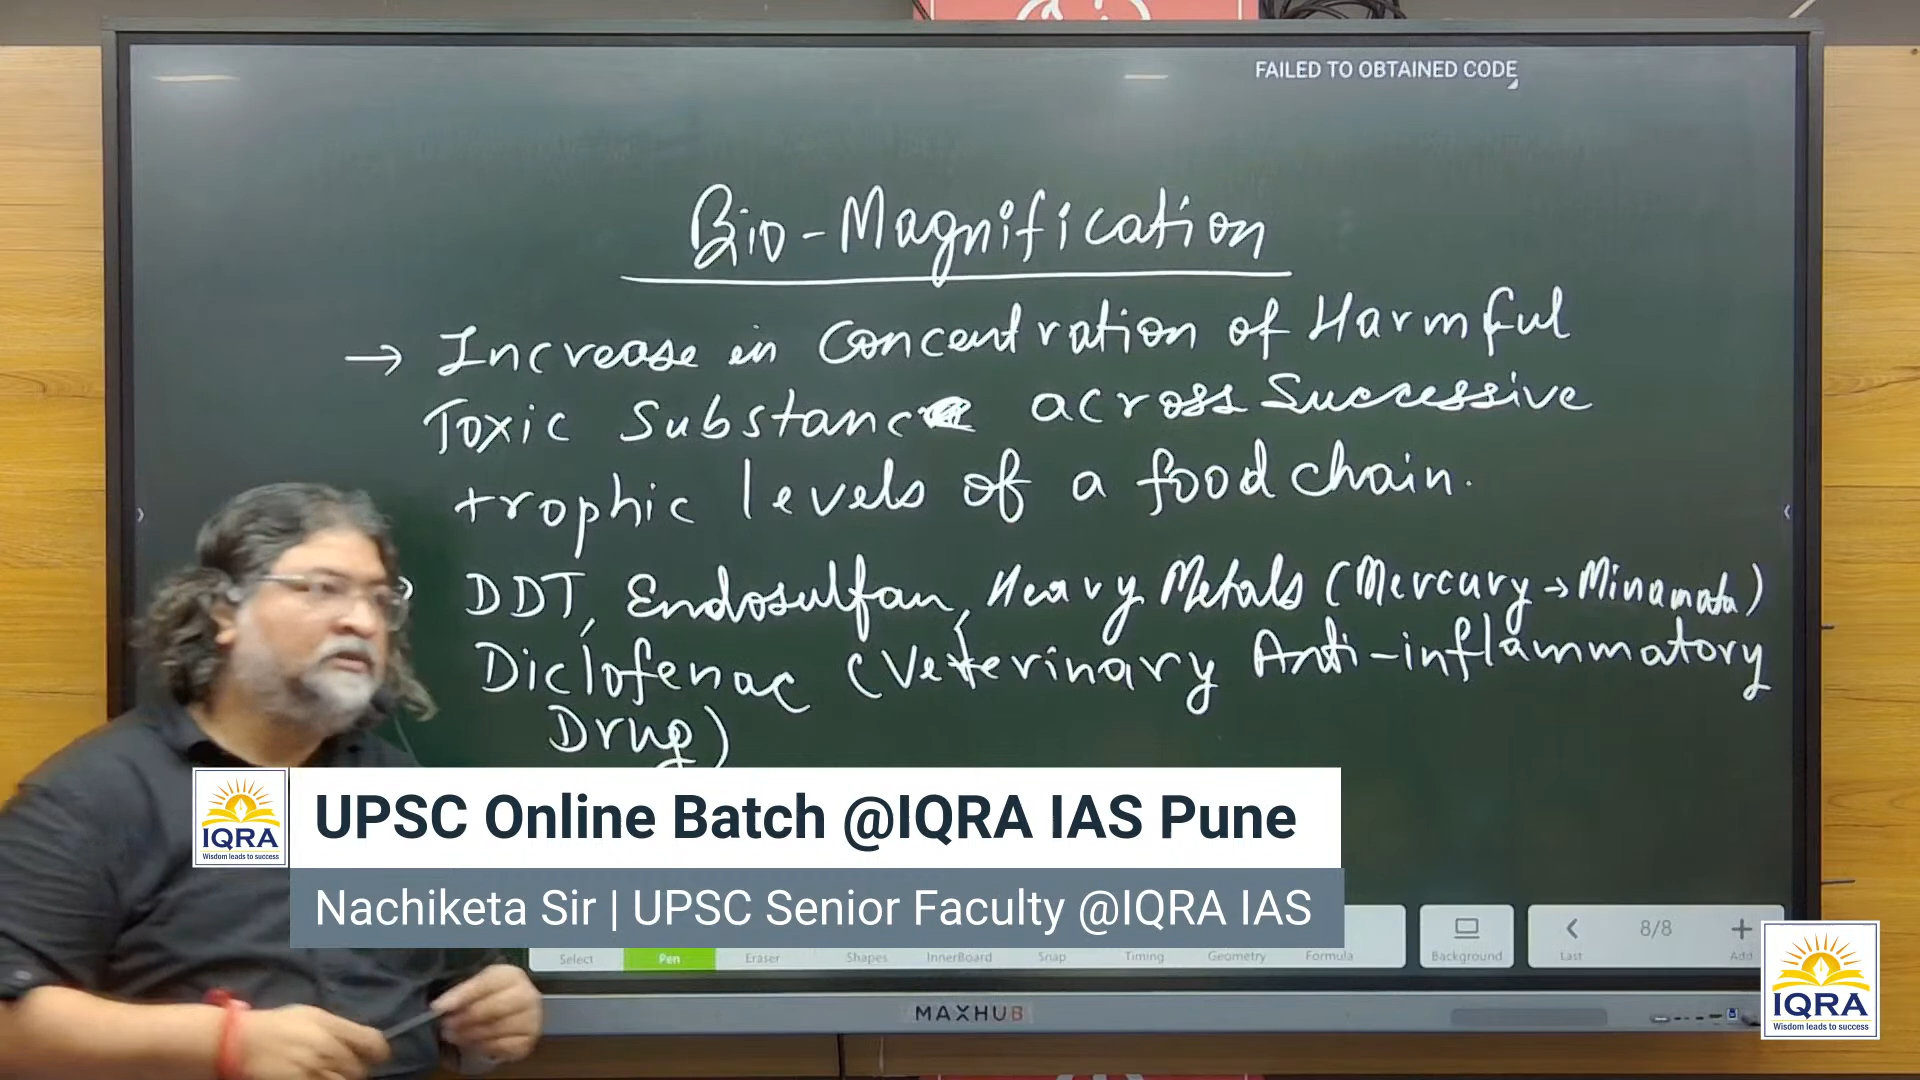 FAILED TO OBTAINED CODE
Bio-Magnification
→ Increase in Concentration of Harmful
Toxic Substance across Successive
trophic levels of a food chain.
DDT, Endosulfan, Heavy Metals (Mercury → Minamata)
Diclofenac (Veterinary Anti-inflammatory
Drug)
IQRA
Wisdom leads to success
UPSC Online Batch @IQRA IAS Pune
Nachiketa Sir | UPSC Senior Faculty @IQRA IAS
Select Pen Eraser Shapes InnerBoard Snap Timing Geometry Formula Background Last 8/8 Add
MAXHUB
IQRA
Wisdom leads to success